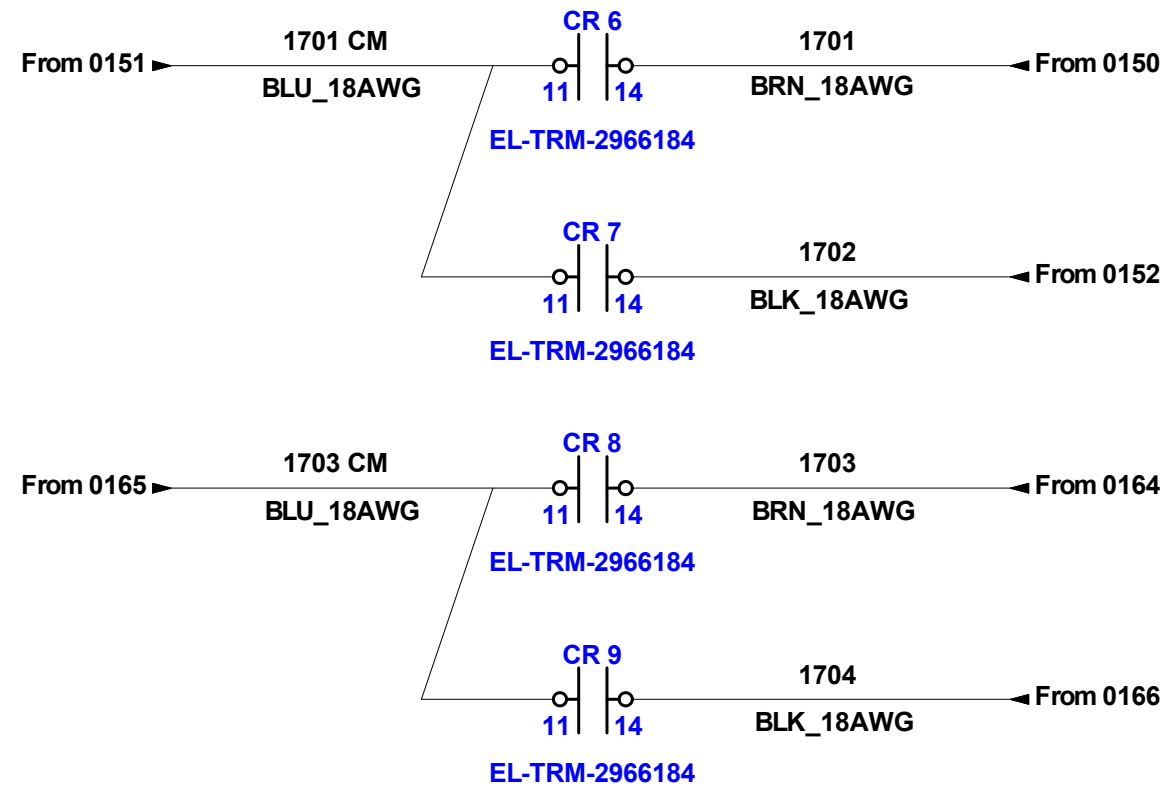 CR 6
From 0151 1701 CM 1701 From 0150
BLU_18AWG 11 14 BRN_18AWG
EL-TRM-2966184
CR 7
1702 From 0152
11 14 BLK_18AWG
EL-TRM-2966184
CR 8
From 0165 1703 CM 1703 From 0164
BLU_18AWG 11 14 BRN_18AWG
EL-TRM-2966184
CR 9
1704 From 0166
11 14 BLK_18AWG
EL-TRM-2966184